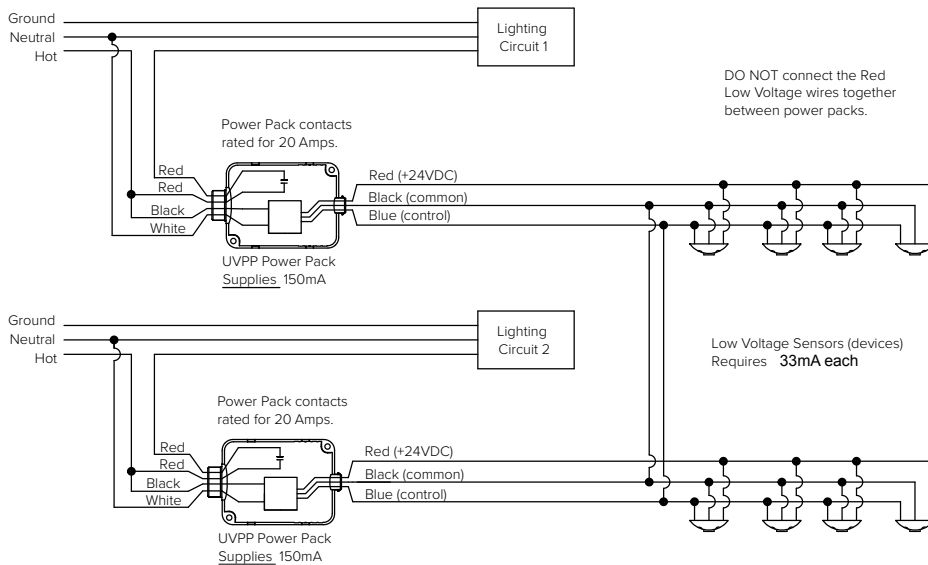 Ground
Neutral
Hot
Lighting
Circuit 1
DO NOT connect the Red
Low Voltage wires together
between power packs.
Power Pack contacts
rated for 20 Amps.
Red
Red
Black
White
Red (+24VDC)
Black (common)
Blue (control)
UVPP Power Pack
Supplies 150mA
Ground
Neutral
Hot
Lighting
Circuit 2
Low Voltage Sensors (devices)
Requires 33mA each
Power Pack contacts
rated for 20 Amps.
Red
Red
Black
White
Red (+24VDC)
Black (common)
Blue (control)
UVPP Power Pack
Supplies 150mA